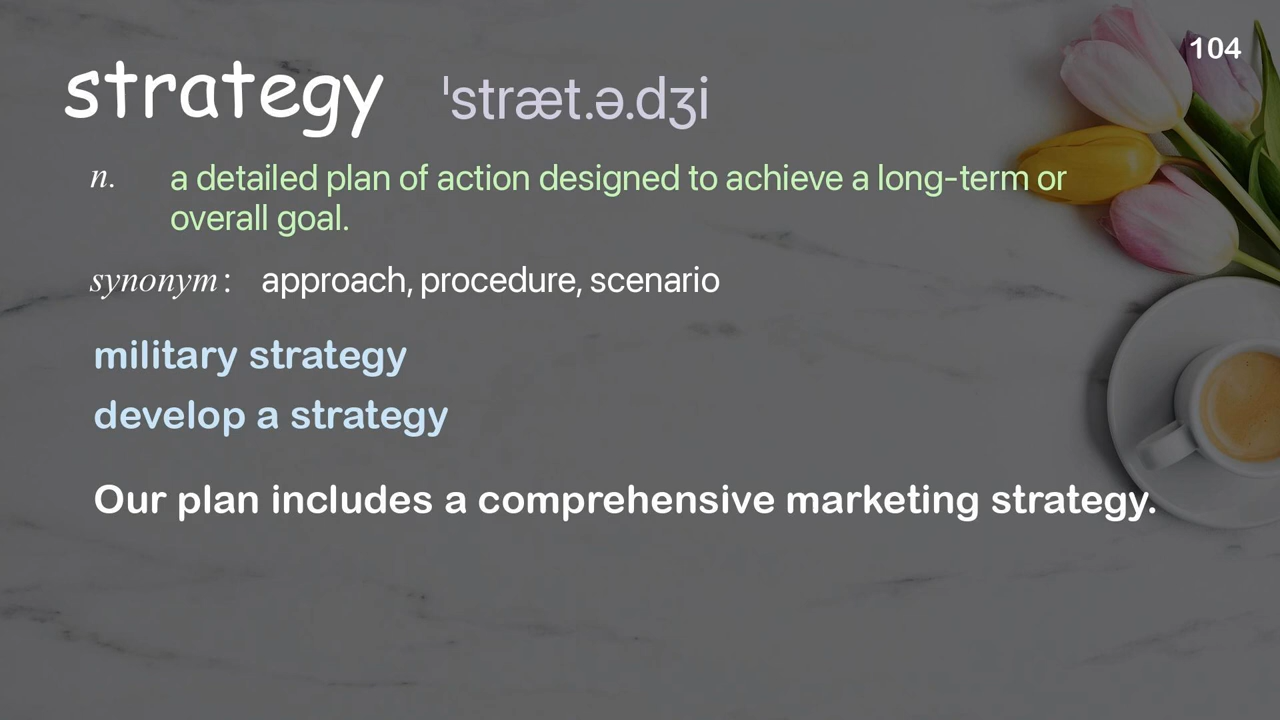 104
strategy ˈstræt.ə.dʒi
n. a detailed plan of action designed to achieve a long-term or
overall goal.
synonym : approach, procedure, scenario
military strategy
develop a strategy
Our plan includes a comprehensive marketing strategy.